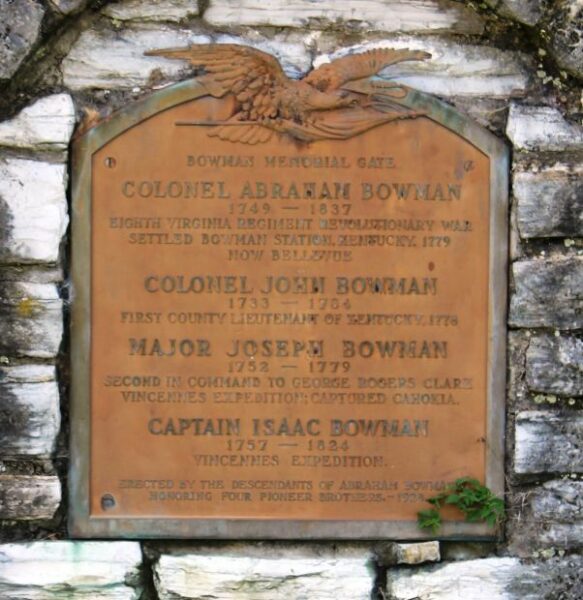 BOWMAN MEMORIAL GATE
COLONEL ABRAHAM BOWMAN
1749 — 1837
EIGHTH VIRGINIA REGIMENT REVOLUTIONARY WAR
SETTLED BOWMAN STATION, KENTUCKY, 1779
NOW BELLEVUE
COLONEL JOHN BOWMAN
1733 — 1784
FIRST COUNTY LIEUTENANT OF KENTUCKY, 1778
MAJOR JOSEPH BOWMAN
1752 — 1779
SECOND IN COMMAND TO GEORGE ROGERS CLARK
VINCENNES EXPEDITION; CAPTURED CAHOKIA.
CAPTAIN ISAAC BOWMAN
1757 — 1824
VINCENNES EXPEDITION.
ERECTED BY THE DESCENDANTS OF ABRAHAM BOWMAN
HONORING FOUR PIONEER BROTHERS.—